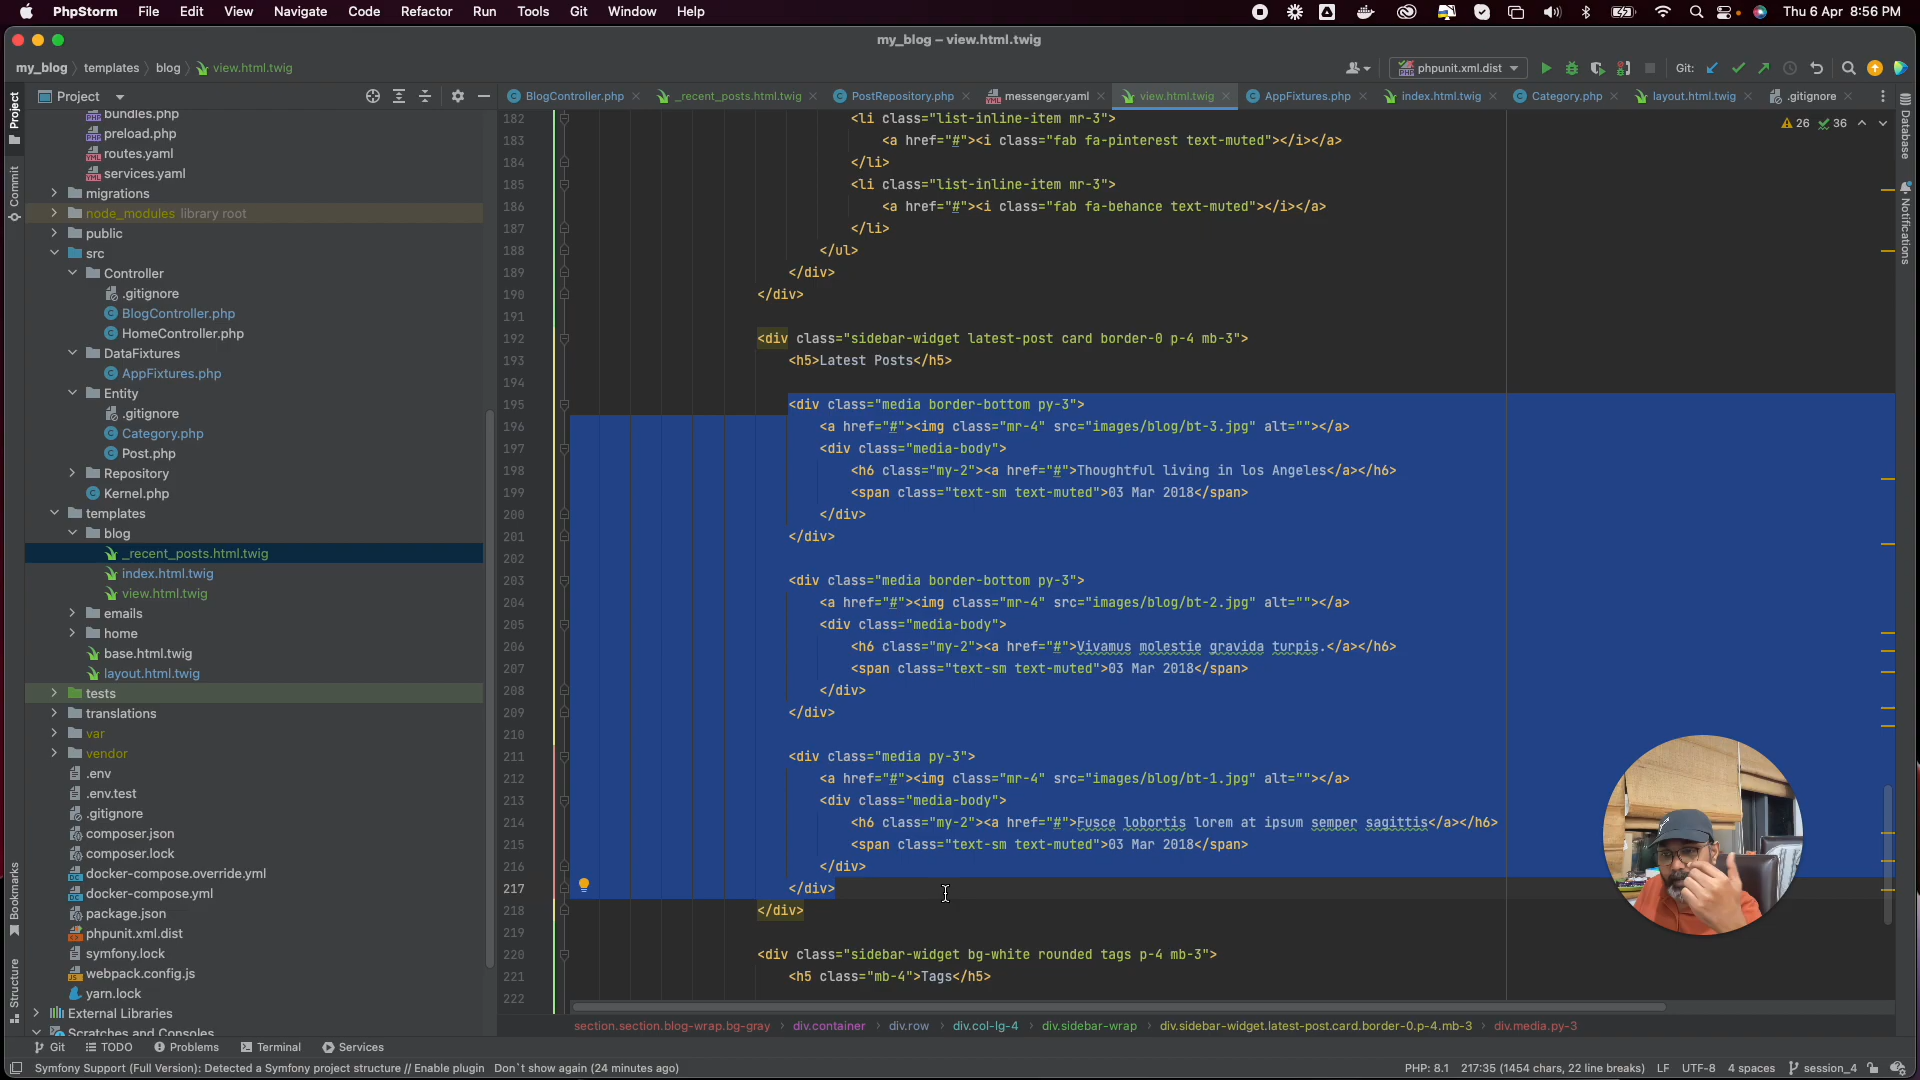 PhpStorm File Edit View Navigate Code Refactor Run Tools Git Window Help
Thu 6 Apr 8:56 PM
my_blog – view.html.twig
my_blog templates blog view.html.twig
phpunit.xml.dist
Git:
Project
BlogController.php
_recent_posts.html.twig
PostRepository.php
messenger.yaml
view.html.twig
AppFixtures.php
index.html.twig
Category.php
layout.html.twig
.gitignore
Project
Commit
Bookmarks
Structure
Database
Notifications
26 36
bundles.php
preload.php
routes.yaml
services.yaml
migrations
node_modules library root
public
src
Controller
.gitignore
BlogController.php
HomeController.php
DataFixtures
AppFixtures.php
Entity
.gitignore
Category.php
Post.php
Repository
Kernel.php
templates
blog
_recent_posts.html.twig
index.html.twig
view.html.twig
emails
home
base.html.twig
layout.html.twig
tests
translations
var
vendor
.env
.env.test
.gitignore
composer.json
composer.lock
docker-compose.override.yml
docker-compose.yml
package.json
phpunit.xml.dist
symfony.lock
webpack.config.js
yarn.lock
External Libraries
Scratches and Consoles
182 <li class="list-inline-item mr-3">
183 <a href="#"><i class="fab fa-pinterest text-muted"></i></a>
184 </li>
185 <li class="list-inline-item mr-3">
186 <a href="#"><i class="fab fa-behance text-muted"></i></a>
187 </li>
188 </ul>
189 </div>
190 </div>
191
192 <div class="sidebar-widget latest-post card border-0 p-4 mb-3">
193 <h5>Latest Posts</h5>
194
195 <div class="media border-bottom py-3">
196 <a href="#"><img class="mr-4" src="images/blog/bt-3.jpg" alt=""></a>
197 <div class="media-body">
198 <h6 class="my-2"><a href="#">Thoughtful living in los Angeles</a></h6>
199 <span class="text-sm text-muted">03 Mar 2018</span>
200 </div>
201 </div>
202
203 <div class="media border-bottom py-3">
204 <a href="#"><img class="mr-4" src="images/blog/bt-2.jpg" alt=""></a>
205 <div class="media-body">
206 <h6 class="my-2"><a href="#">Vivamus molestie gravida turpis.</a></h6>
207 <span class="text-sm text-muted">03 Mar 2018</span>
208 </div>
209 </div>
210
211 <div class="media py-3">
212 <a href="#"><img class="mr-4" src="images/blog/bt-1.jpg" alt=""></a>
213 <div class="media-body">
214 <h6 class="my-2"><a href="#">Fusce lobortis lorem at ipsum semper sagittis</a></h6>
215 <span class="text-sm text-muted">03 Mar 2018</span>
216 </div>
217 </div>
218 </div>
219
220 <div class="sidebar-widget bg-white rounded tags p-4 mb-3">
221 <h5 class="mb-4">Tags</h5>
222
section.section.blog-wrap.bg-gray div.container div.row div.col-lg-4 div.sidebar-wrap div.sidebar-widget.latest-post.card.border-0.p-4.mb-3 div.media.py-3
Git TODO Problems Terminal Services
Symfony Support (Full Version): Detected a Symfony project structure // Enable plugin Don't show again (24 minutes ago)
PHP: 8.1 217:35 (1454 chars, 22 line breaks) LF UTF-8 4 spaces session_4